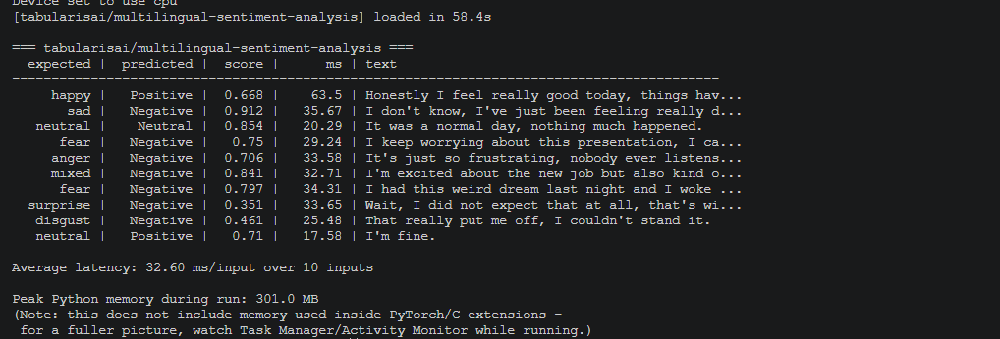 Device set to use cpu
[tabularisai/multilingual-sentiment-analysis] loaded in 58.4s
=== tabularisai/multilingual-sentiment-analysis ===
expected | predicted | score | ms | text
------------------------------------------------------------------------------------------
happy | Positive | 0.668 | 63.5 | Honestly I feel really good today, things hav...
sad | Negative | 0.912 | 35.67 | I don't know, I've just been feeling really d...
neutral | Neutral | 0.854 | 20.29 | It was a normal day, nothing much happened.
fear | Negative | 0.75 | 29.24 | I keep worrying about this presentation, I ca...
anger | Negative | 0.706 | 33.58 | It's just so frustrating, nobody ever listens...
mixed | Negative | 0.841 | 32.71 | I'm excited about the new job but also kind o...
fear | Negative | 0.797 | 34.31 | I had this weird dream last night and I woke ...
surprise | Negative | 0.351 | 33.65 | Wait, I did not expect that at all, that's wi...
disgust | Negative | 0.461 | 25.48 | That really put me off, I couldn't stand it.
neutral | Positive | 0.71 | 17.58 | I'm fine.
Average latency: 32.60 ms/input over 10 inputs
Peak Python memory during run: 301.0 MB
(Note: this does not include memory used inside PyTorch/C extensions -
for a fuller picture, watch Task Manager/Activity Monitor while running.)